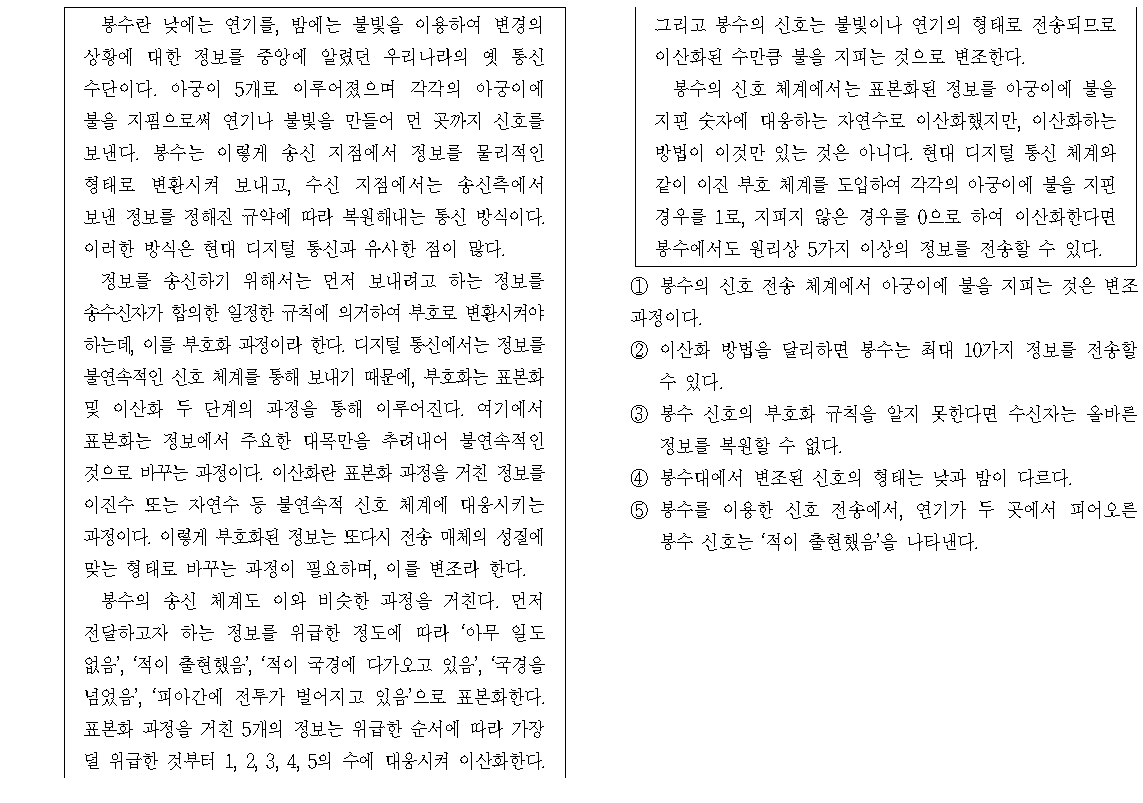 봉수란 낮에는 연기를, 밤에는 불빛을 이용하여 변경의
상황에 대한 정보를 중앙에 알렸던 우리나라의 옛 통신
수단이다. 아궁이 5개로 이루어졌으며 각각의 아궁이에
불을 지핌으로써 연기나 불빛을 만들어 먼 곳까지 신호를
보낸다. 봉수는 이렇게 송신 지점에서 정보를 물리적인
형태로 변환시켜 보내고, 수신 지점에서는 송신측에서
보낸 정보를 정해진 규약에 따라 복원해내는 통신 방식이다.
이러한 방식은 현대 디지털 통신과 유사한 점이 많다.
정보를 송신하기 위해서는 먼저 보내려고 하는 정보를
송수신자가 합의한 일정한 규칙에 의거하여 부호로 변환시켜야
하는데, 이를 부호화 과정이라 한다. 디지털 통신에서는 정보를
불연속적인 신호 체계를 통해 보내기 때문에, 부호화는 표본화
및 이산화 두 단계의 과정을 통해 이루어진다. 여기에서
표본화는 정보에서 주요한 대목만을 추려내어 불연속적인
것으로 바꾸는 과정이다. 이산화란 표본화 과정을 거친 정보를
이진수 또는 자연수 등 불연속적 신호 체계에 대응시키는
과정이다. 이렇게 부호화된 정보는 또다시 전송 매체의 성질에
맞는 형태로 바꾸는 과정이 필요하며, 이를 변조라 한다.
봉수의 송신 체계도 이와 비슷한 과정을 거친다. 먼저
전달하고자 하는 정보를 위급한 정도에 따라 ‘아무 일도
없음’, ‘적이 출현했음’, ‘적이 국경에 다가오고 있음’, ‘국경을
넘었음’, ‘피아간에 전투가 벌어지고 있음’으로 표본화한다.
표본화 과정을 거친 5개의 정보는 위급한 순서에 따라 가장
덜 위급한 것부터 1, 2, 3, 4, 5의 수에 대응시켜 이산화한다.
그리고 봉수의 신호는 불빛이나 연기의 형태로 전송되므로
이산화된 수만큼 불을 지피는 것으로 변조한다.
봉수의 신호 체계에서는 표본화된 정보를 아궁이에 불을
지핀 숫자에 대응하는 자연수로 이산화했지만, 이산화하는
방법이 이것만 있는 것은 아니다. 현대 디지털 통신 체계와
같이 이진 부호 체계를 도입하여 각각의 아궁이에 불을 지핀
경우를 1로, 지피지 않은 경우를 0으로 하여 이산화한다면
봉수에서도 원리상 5가지 이상의 정보를 전송할 수 있다.
① 봉수의 신호 전송 체계에서 아궁이에 불을 지피는 것은 변조
과정이다.
② 이산화 방법을 달리하면 봉수는 최대 10가지 정보를 전송할
수 있다.
③ 봉수 신호의 부호화 규칙을 알지 못한다면 수신자는 올바른
정보를 복원할 수 없다.
④ 봉수대에서 변조된 신호의 형태는 낮과 밤이 다르다.
⑤ 봉수를 이용한 신호 전송에서, 연기가 두 곳에서 피어오른
봉수 신호는 ‘적이 출현했음’을 나타낸다.